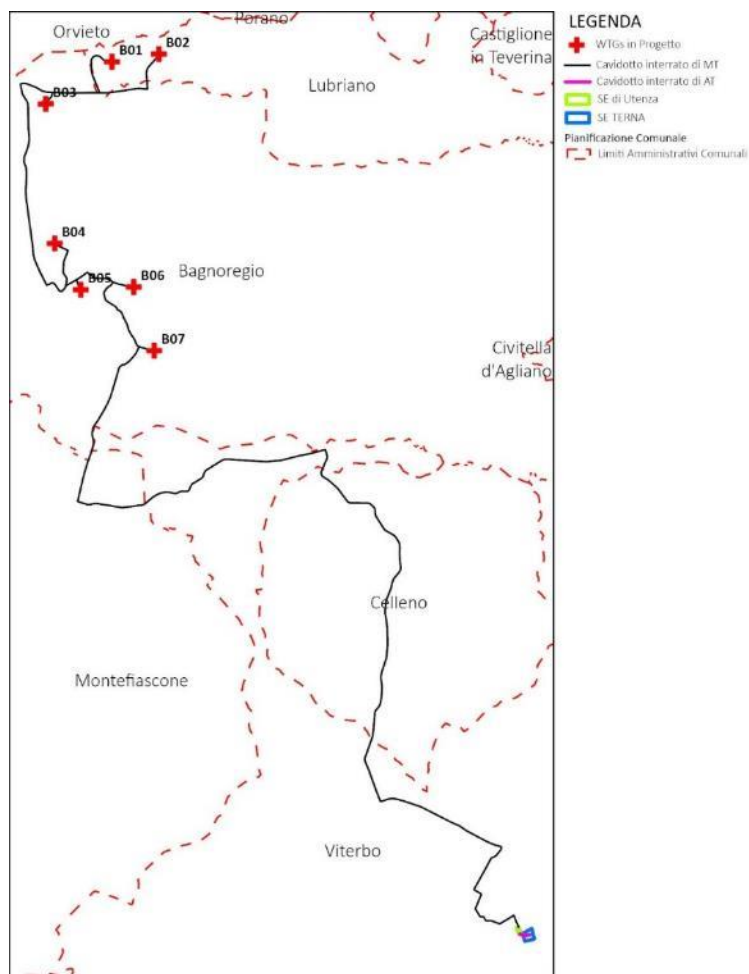 Porano
Orvieto
B01
B02
Castiglione
in Teverina
Lubriano
B03
B04
B05
B06
Bagnoregio
B07
Civitella
d'Agliano
Celleno
Montefiascone
Viterbo
LEGENDA
WTGs in Progetto
Cavidotto interrato di MT
Cavidotto interrato di AT
SE di Utenza
SE TERNA
Pianificazione Comunale
Limiti Amministrativi Comunali